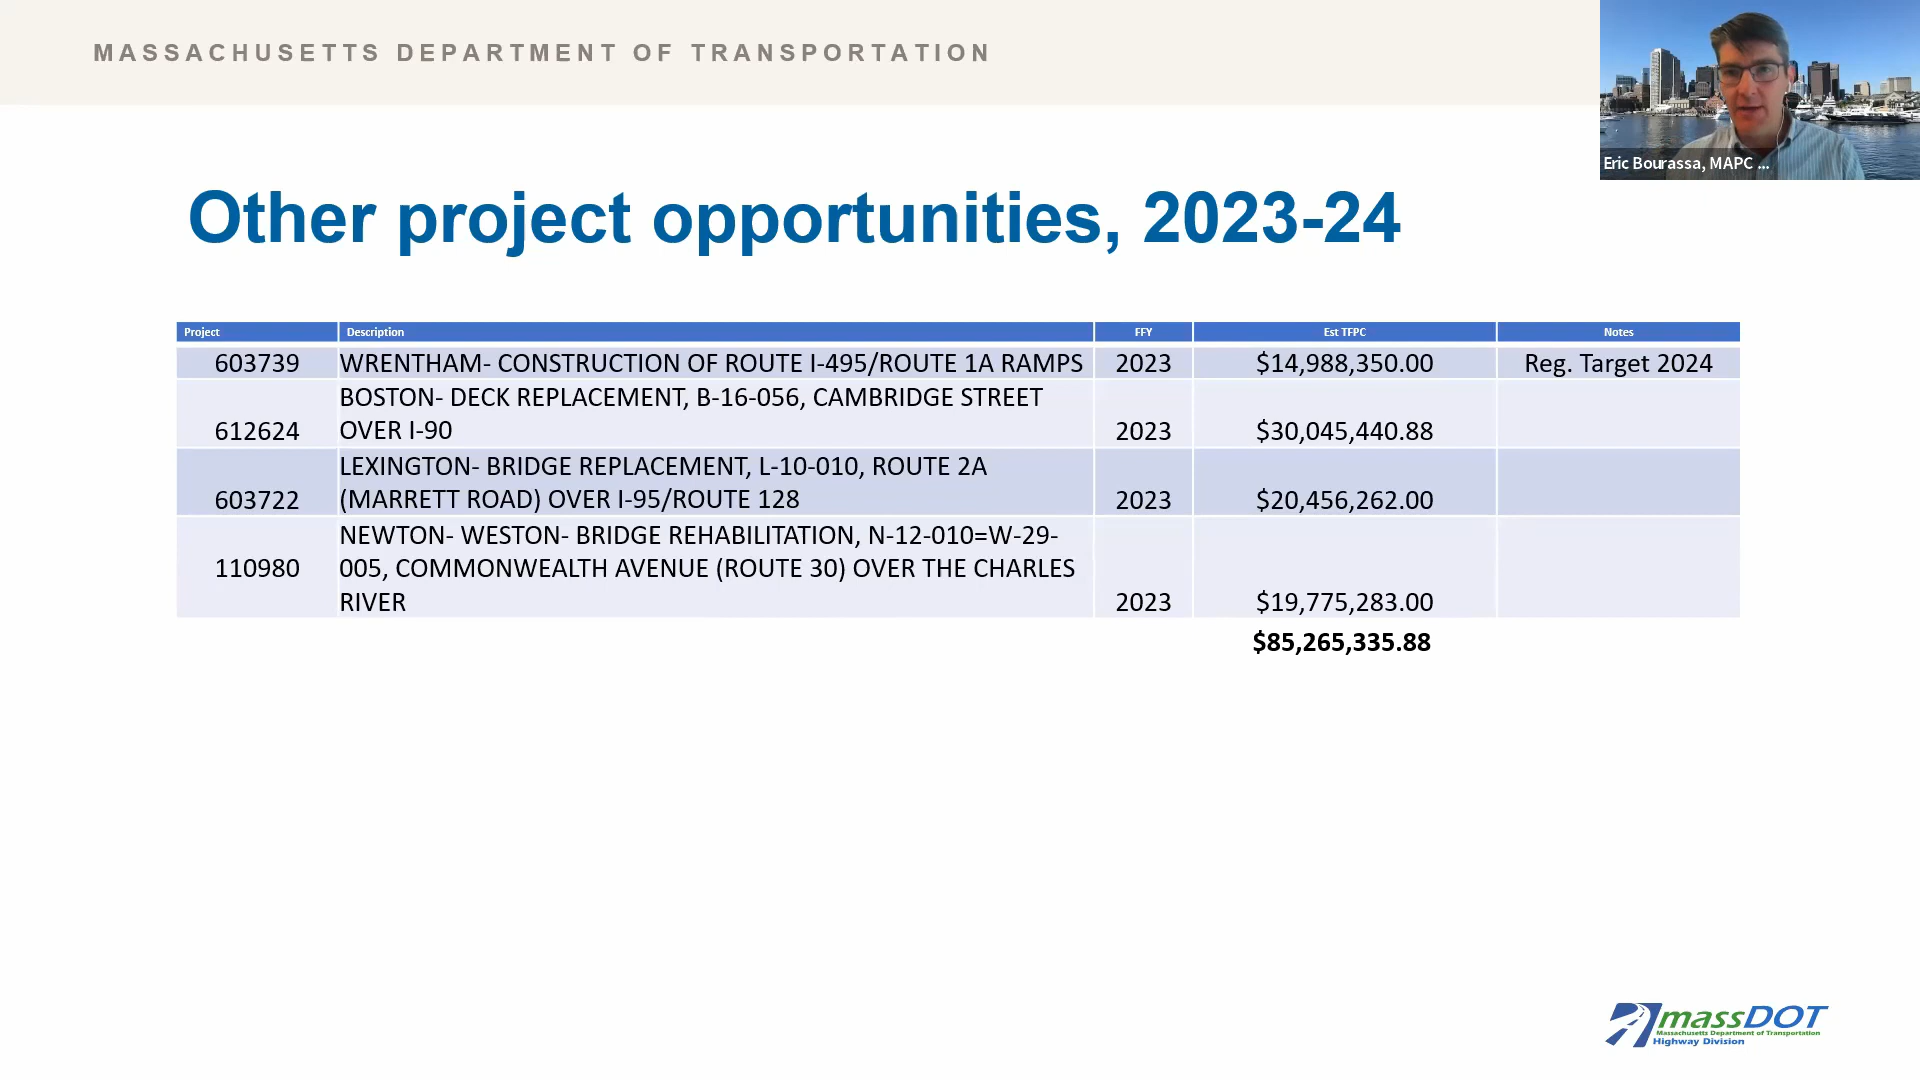 MASSACHUSETTS DEPARTMENT OF TRANSPORTATION
Eric Bourassa, MAPC ...
Other project opportunities, 2023-24
Project Description FFY Est TFPC Notes
603739 WRENTHAM- CONSTRUCTION OF ROUTE I-495/ROUTE 1A RAMPS 2023 $14,988,350.00 Reg. Target 2024
BOSTON- DECK REPLACEMENT, B-16-056, CAMBRIDGE STREET
612624 OVER I-90 2023 $30,045,440.88
LEXINGTON- BRIDGE REPLACEMENT, L-10-010, ROUTE 2A
603722 (MARRETT ROAD) OVER I-95/ROUTE 128 2023 $20,456,262.00
NEWTON- WESTON- BRIDGE REHABILITATION, N-12-010=W-29-
110980 005, COMMONWEALTH AVENUE (ROUTE 30) OVER THE CHARLES
RIVER 2023 $19,775,283.00
$85,265,335.88
massDOT
Massachusetts Department of Transportation
Highway Division